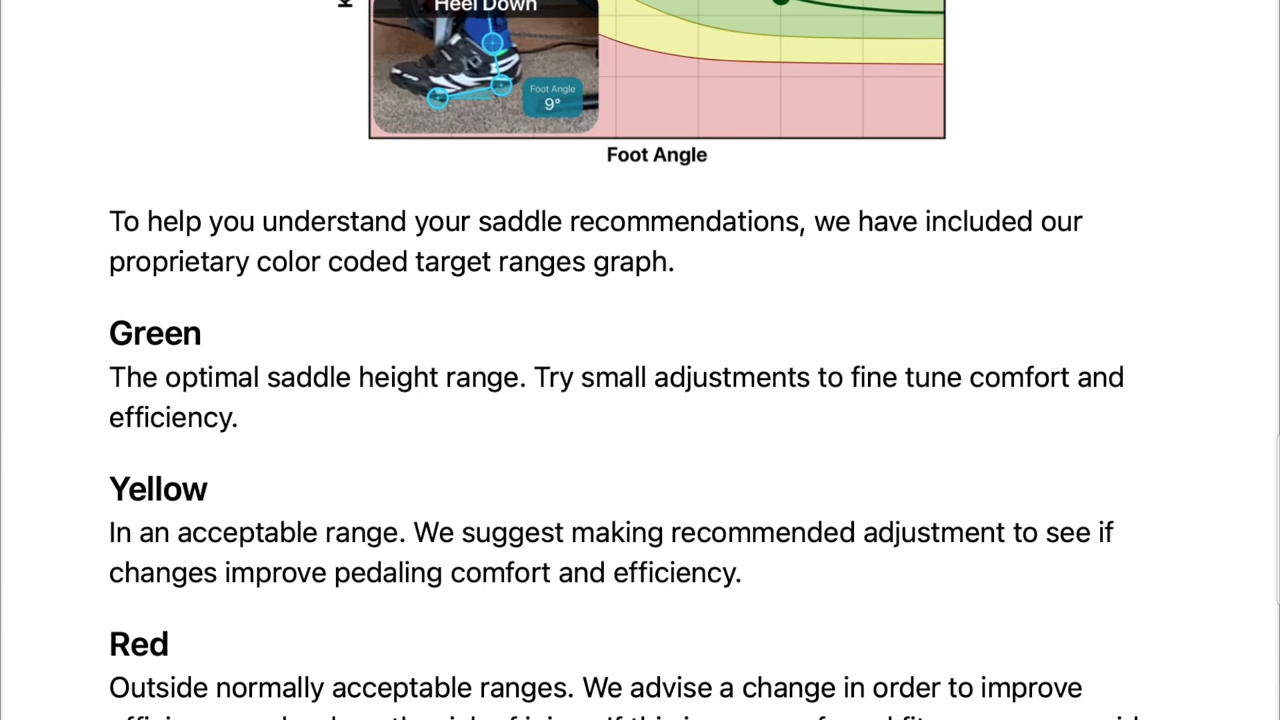 Heel Down
Foot Angle
9°
Foot Angle
To help you understand your saddle recommendations, we have included our
proprietary color coded target ranges graph.
Green
The optimal saddle height range. Try small adjustments to fine tune comfort and
efficiency.
Yellow
In an acceptable range. We suggest making recommended adjustment to see if
changes improve pedaling comfort and efficiency.
Red
Outside normally acceptable ranges. We advise a change in order to improve